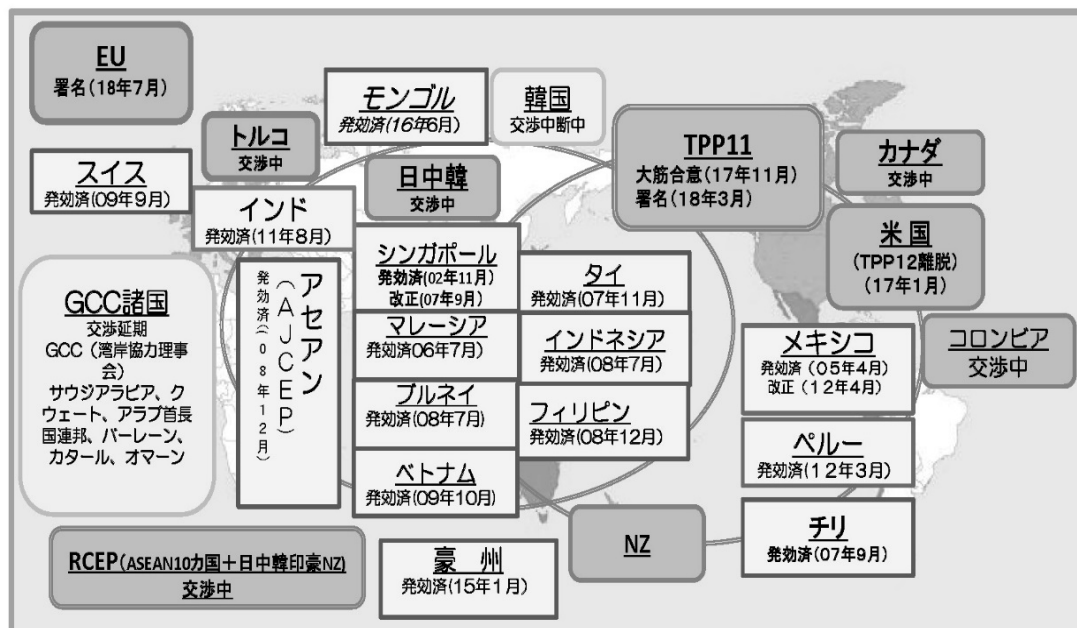 EU
署名(18年7月)
モンゴル
発効済(16年6月)
韓国
交渉中断中
トルコ
交渉中
スイス
発効済(09年9月)
日中韓
交渉中
TPP11
大筋合意(17年11月)
署名(18年3月)
カナダ
交渉中
インド
発効済(11年8月)
米国
(TPP12離脱)
(17年1月)
シンガポール
発効済(02年11月)
改正(07年9月)
タイ
発効済(07年11月)
GCC諸国
交渉延期
GCC(湾岸協力理事
会)
サウジアラビア、ク
ウェート、アラブ首長
国連邦、バーレーン、
カタール、オマーン
アセアン
(AJCEP)
発効済(08年12月)
マレーシア
発効済06年7月)
インドネシア
発効済(08年7月)
メキシコ
発効済(05年4月)
改正(12年4月)
コロンビア
交渉中
ブルネイ
発効済(08年7月)
フィリピン
発効済(08年12月)
ペルー
発効済(12年3月)
ベトナム
発効済(09年10月)
NZ
チリ
発効済(07年9月)
RCEP(ASEAN10カ国+日中韓印豪NZ)
交渉中
豪 州
発効済(15年1月)